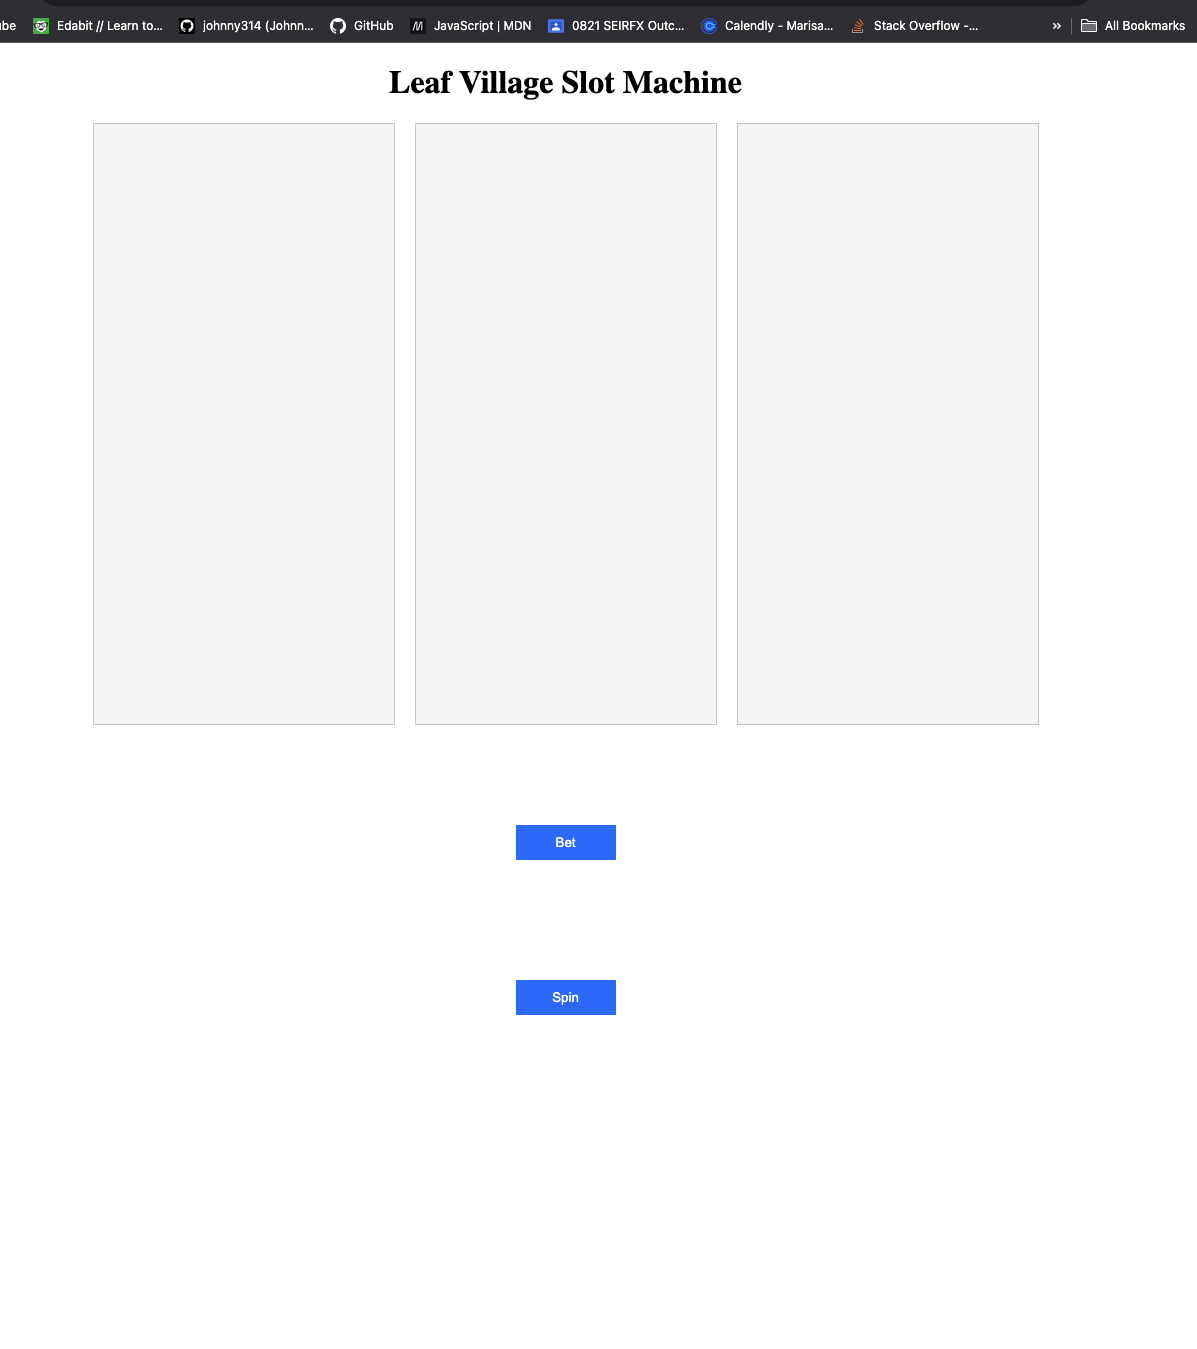 ube Edabit // Learn to... johnny314 (Johnn... GitHub JavaScript | MDN 0821 SEIRFX Outc... Calendly - Marisa... Stack Overflow -... » All Bookmarks
Leaf Village Slot Machine
Bet
Spin